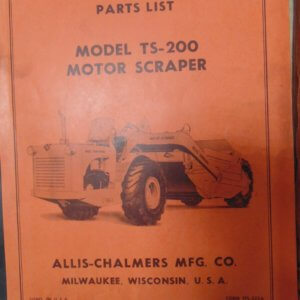 PARTS LIST
MODEL TS-200
MOTOR SCRAPER
ALLIS-CHALMERS MFG. CO.
MILWAUKEE, WISCONSIN, U. S. A.